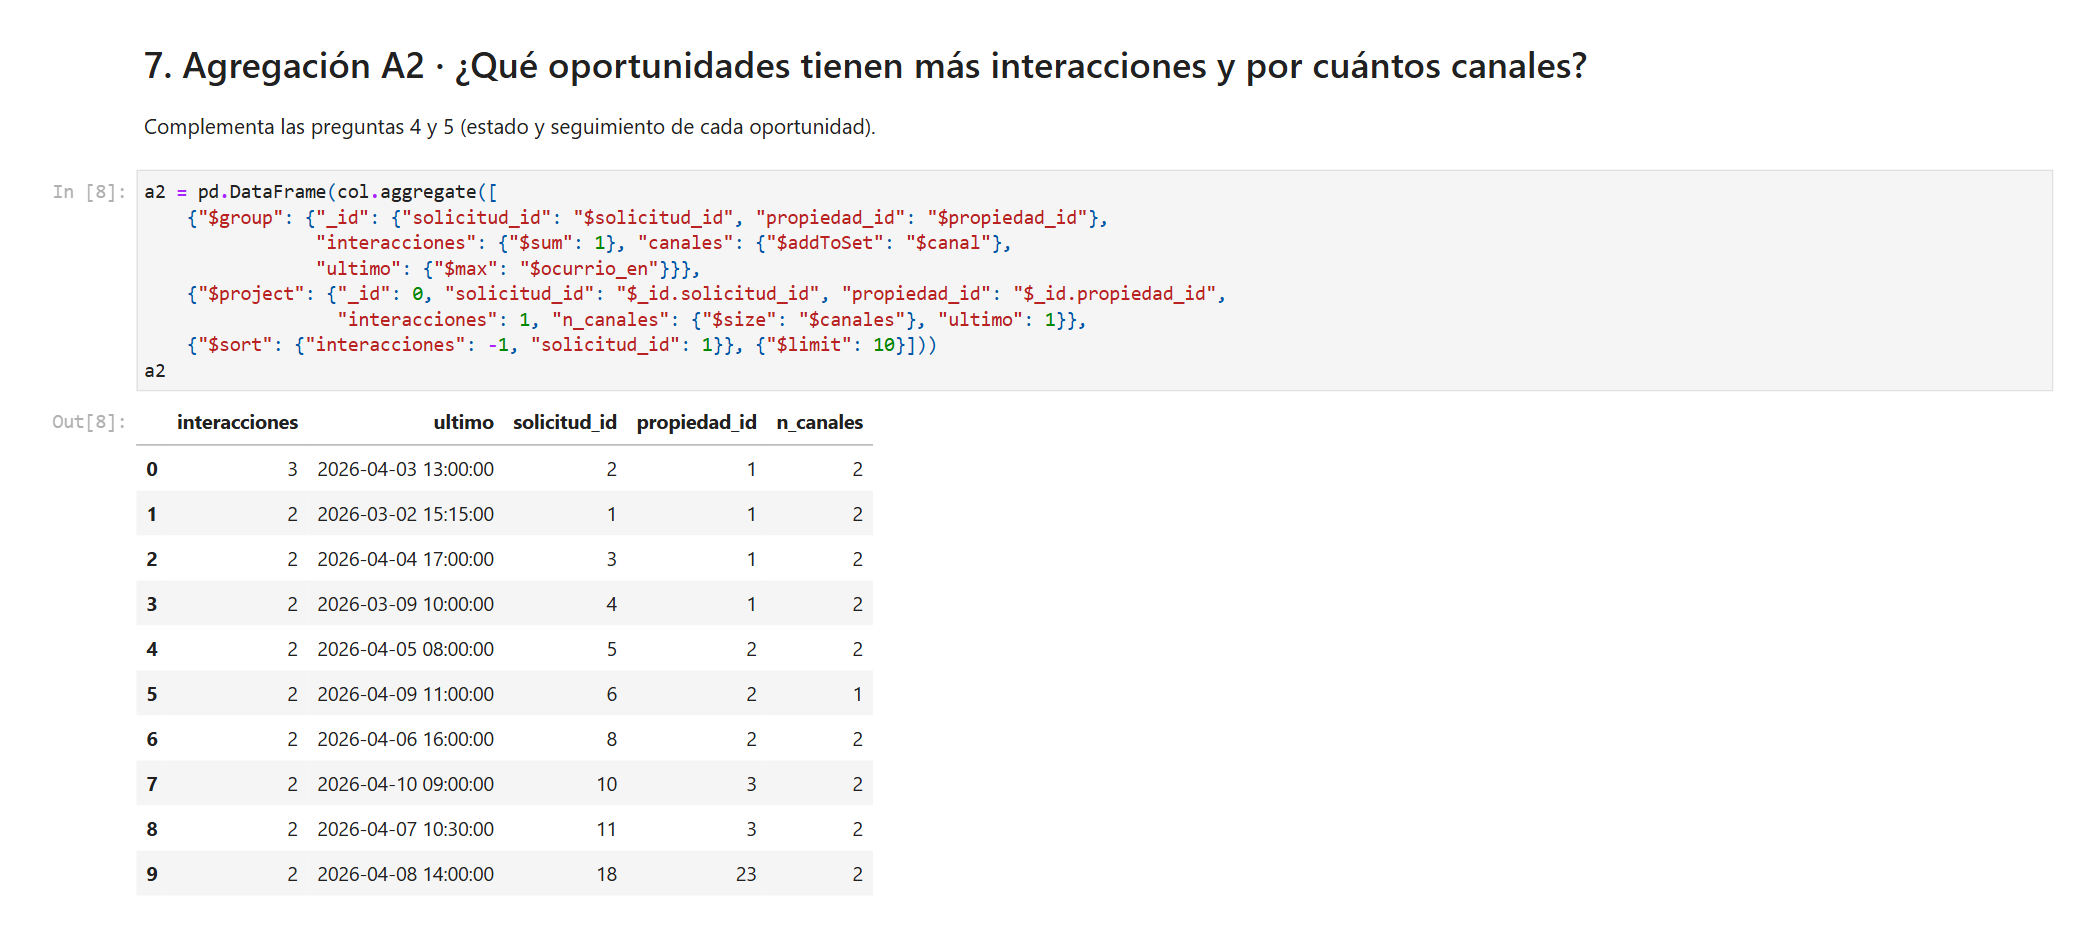 7. Agregación A2 · ¿Qué oportunidades tienen más interacciones y por cuántos canales?
Complementa las preguntas 4 y 5 (estado y seguimiento de cada oportunidad).
In [8]: a2 = pd.DataFrame(col.aggregate([
    {"$group": {"_id": {"solicitud_id": "$solicitud_id", "propiedad_id": "$propiedad_id"},
                "interacciones": {"$sum": 1}, "canales": {"$addToSet": "$canal"},
                "ultimo": {"$max": "$ocurrio_en"}}},
    {"$project": {"_id": 0, "solicitud_id": "$_id.solicitud_id", "propiedad_id": "$_id.propiedad_id",
                  "interacciones": 1, "n_canales": {"$size": "$canales"}, "ultimo": 1}},
    {"$sort": {"interacciones": -1, "solicitud_id": 1}}, {"$limit": 10}]))
a2
Out[8]: interacciones ultimo solicitud_id propiedad_id n_canales
0 3 2026-04-03 13:00:00 2 1 2
1 2 2026-03-02 15:15:00 1 1 2
2 2 2026-04-04 17:00:00 3 1 2
3 2 2026-03-09 10:00:00 4 1 2
4 2 2026-04-05 08:00:00 5 2 2
5 2 2026-04-09 11:00:00 6 2 1
6 2 2026-04-06 16:00:00 8 2 2
7 2 2026-04-10 09:00:00 10 3 2
8 2 2026-04-07 10:30:00 11 3 2
9 2 2026-04-08 14:00:00 18 23 2